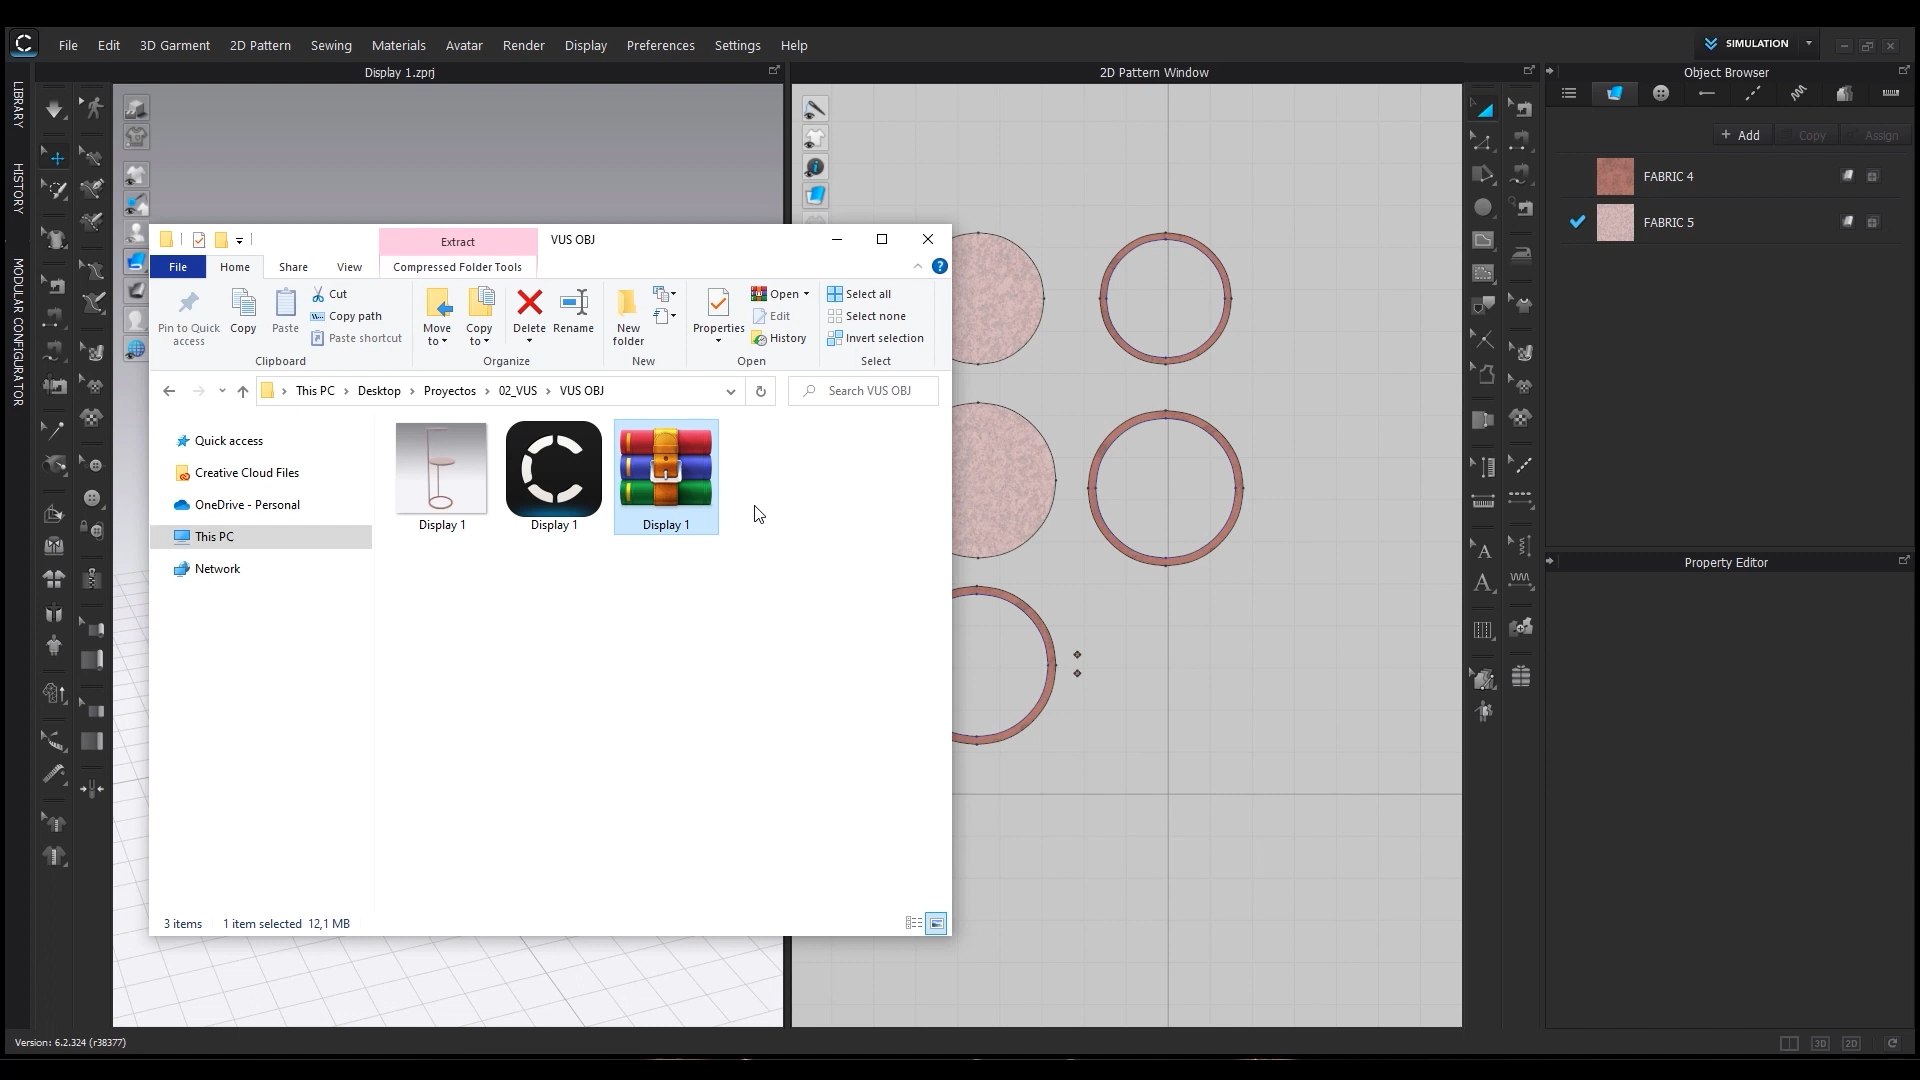 File Edit 3D Garment 2D Pattern Sewing Materials Avatar Render Display Preferences Settings Help
SIMULATION
Display 1.zprj
2D Pattern Window
Object Browser
LIBRARY
HISTORY
MODULAR CONFIGURATOR
+ Add Copy Assign
FABRIC 4
FABRIC 5
Property Editor
Extract
VUS OBJ
File Home Share View Compressed Folder Tools
Pin to Quick access
Copy
Paste
Cut
Copy path
Paste shortcut
Clipboard
Move to
Copy to
Delete
Rename
Organize
New folder
New
Properties
Open
Edit
History
Open
Select all
Select none
Invert selection
Select
This PC › Desktop › Proyectos › 02_VUS › VUS OBJ
Search VUS OBJ
Quick access
Creative Cloud Files
OneDrive - Personal
This PC
Network
Display 1
Display 1
Display 1
3 items 1 item selected 12,1 MB
A
A
Version: 6.2.324 (r38377)
3D
2D